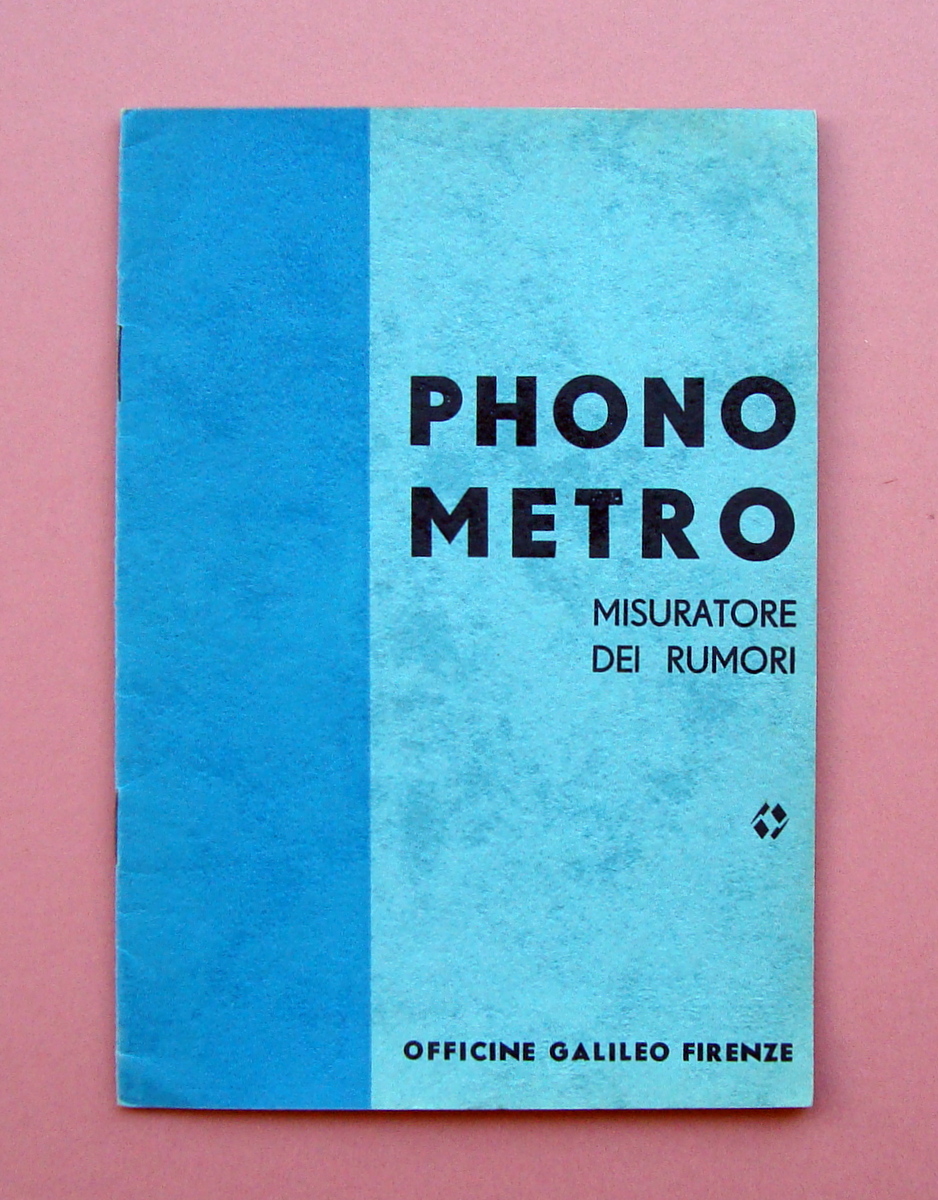 PHONO
METRO
MISURATORE
DEI RUMORI
OFFICINE GALILEO FIRENZE